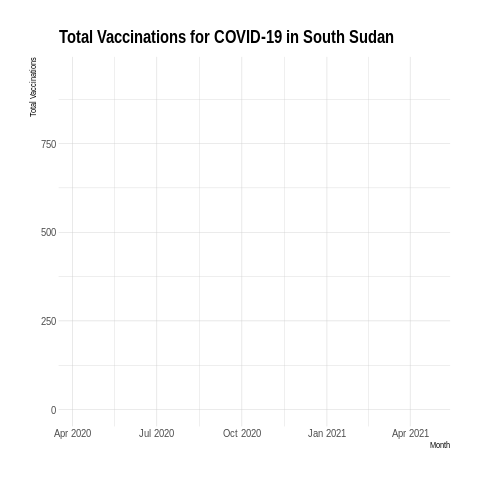 Total Vaccinations for COVID-19 in South Sudan
Total Vaccinations
750
500
250
0
Apr 2020 Jul 2020 Oct 2020 Jan 2021 Apr 2021
Month